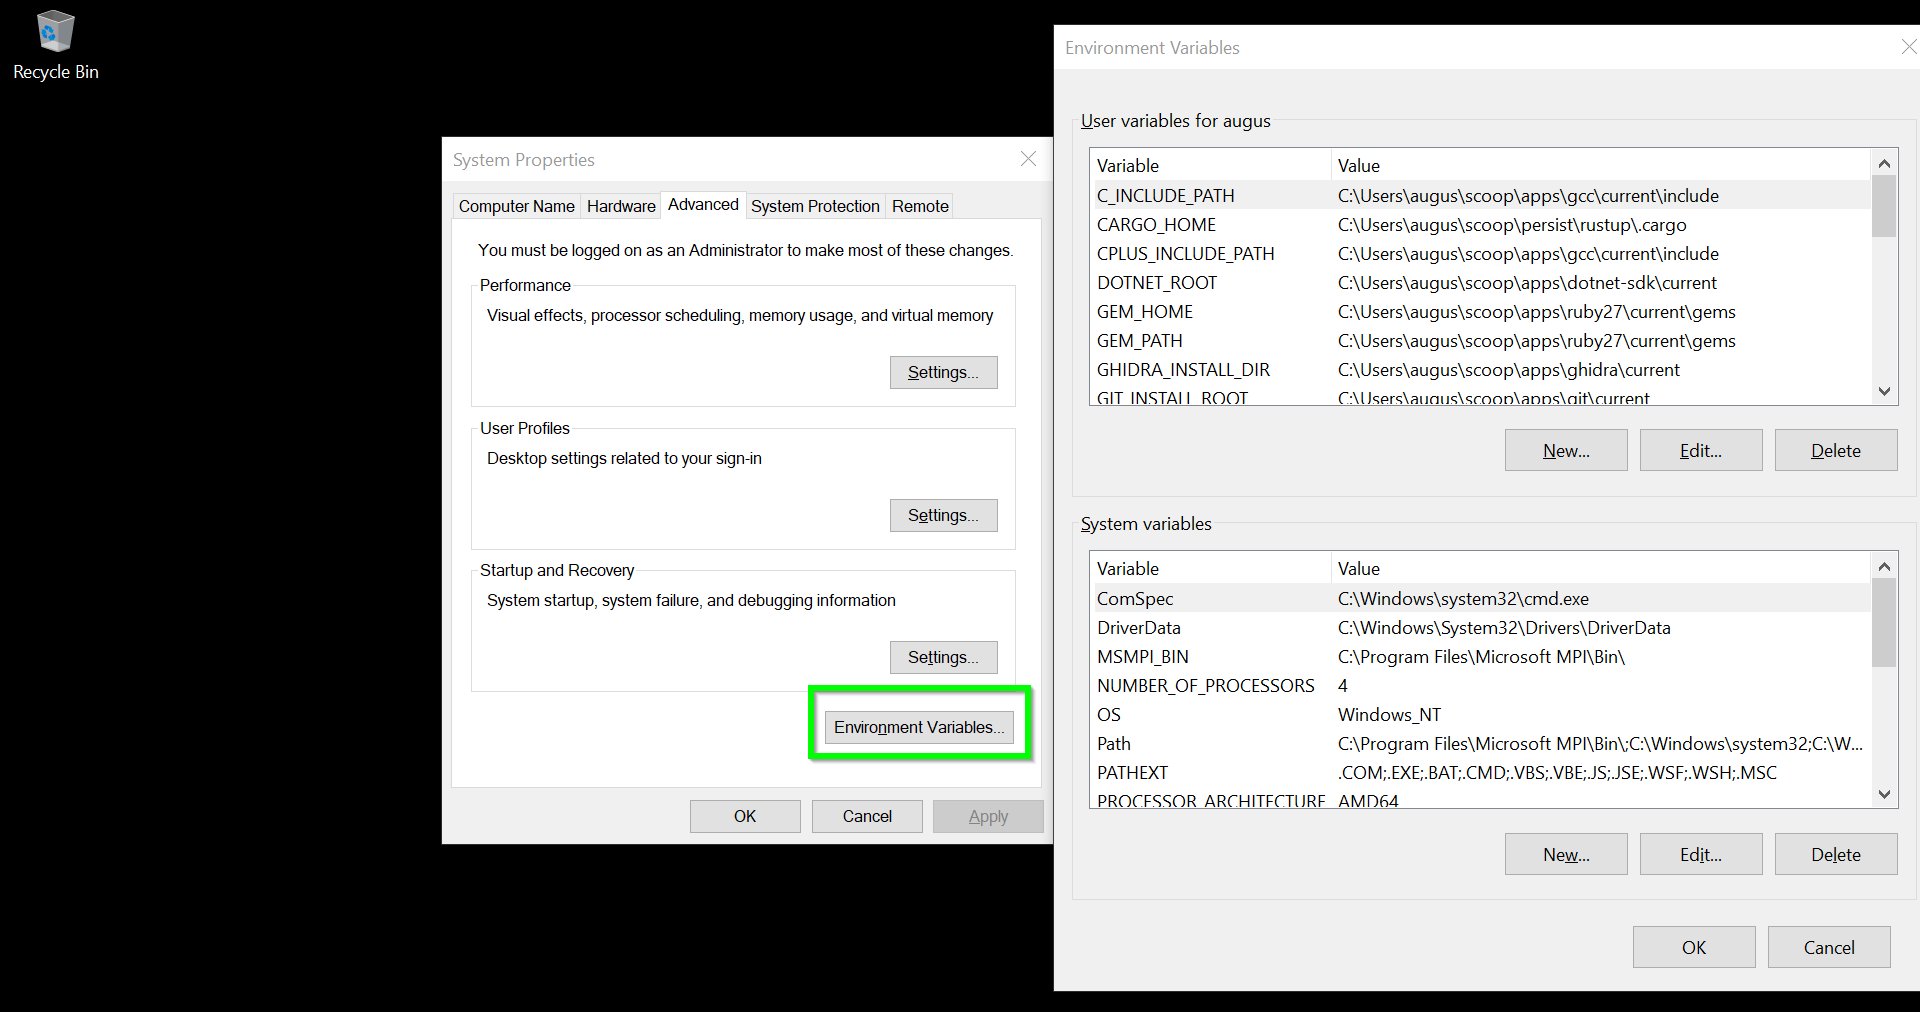 Recycle Bin
System Properties
Computer Name Hardware Advanced System Protection Remote
You must be logged on as an Administrator to make most of these changes.
Performance
Visual effects, processor scheduling, memory usage, and virtual memory
Settings...
User Profiles
Desktop settings related to your sign-in
Settings...
Startup and Recovery
System startup, system failure, and debugging information
Settings...
Environment Variables...
OK Cancel Apply
Environment Variables
User variables for augus
Variable Value
C_INCLUDE_PATH C:\Users\augus\scoop\apps\gcc\current\include
CARGO_HOME C:\Users\augus\scoop\persist\rustup\.cargo
CPLUS_INCLUDE_PATH C:\Users\augus\scoop\apps\gcc\current\include
DOTNET_ROOT C:\Users\augus\scoop\apps\dotnet-sdk\current
GEM_HOME C:\Users\augus\scoop\apps\ruby27\current\gems
GEM_PATH C:\Users\augus\scoop\apps\ruby27\current\gems
GHIDRA_INSTALL_DIR C:\Users\augus\scoop\apps\ghidra\current
GIT_INSTALL_ROOT C:\Users\augus\scoop\apps\git\current
New... Edit... Delete
System variables
Variable Value
ComSpec C:\Windows\system32\cmd.exe
DriverData C:\Windows\System32\Drivers\DriverData
MSMPI_BIN C:\Program Files\Microsoft MPI\Bin\
NUMBER_OF_PROCESSORS 4
OS Windows_NT
Path C:\Program Files\Microsoft MPI\Bin\;C:\Windows\system32;C:\W...
PATHEXT .COM;.EXE;.BAT;.CMD;.VBS;.VBE;.JS;.JSE;.WSF;.WSH;.MSC
PROCESSOR_ARCHITECTURE AMD64
New... Edit... Delete
OK Cancel